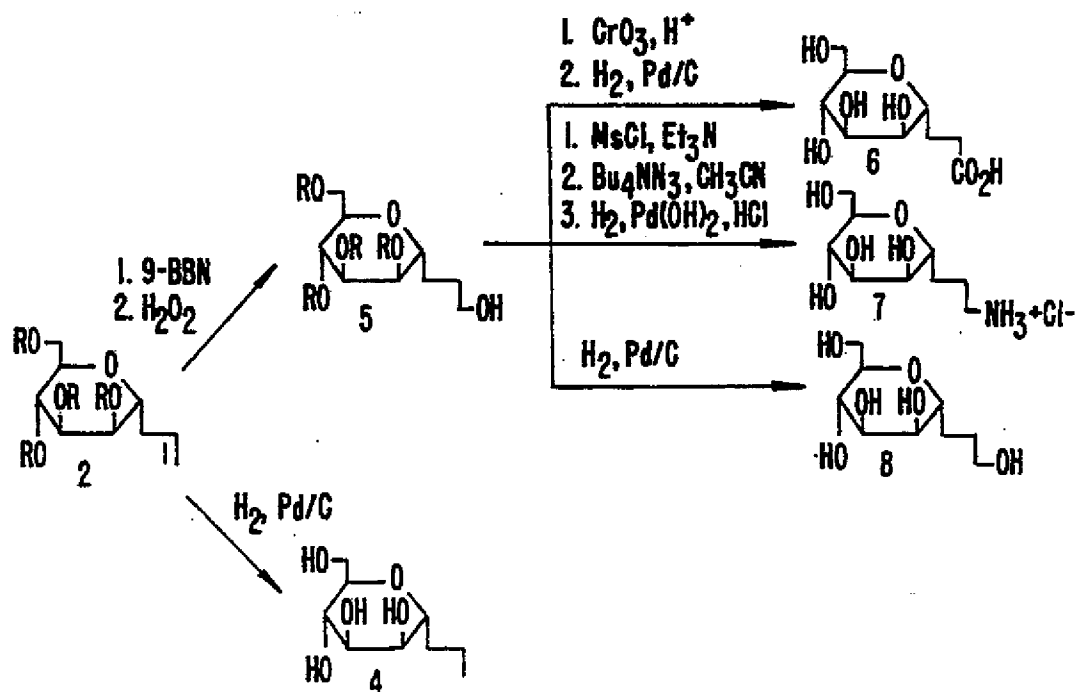 1. CrO3, H+
2. H2, Pd/C
HO
O
OH HO
HO
6
CO2H
1. MsCl, Et3N
2. Bu4NN3, CH3CN
3. H2, Pd(OH)2, HCl
HO
O
OH HO
HO
7
NH3+Cl-
H2, Pd/C
HO
O
OH HO
HO
8
OH
1. 9-BBN
2. H2O2
RO
O
OR RO
RO
5
OH
RO
O
OR RO
RO
2
H2, Pd/C
HO
O
OH HO
HO
4